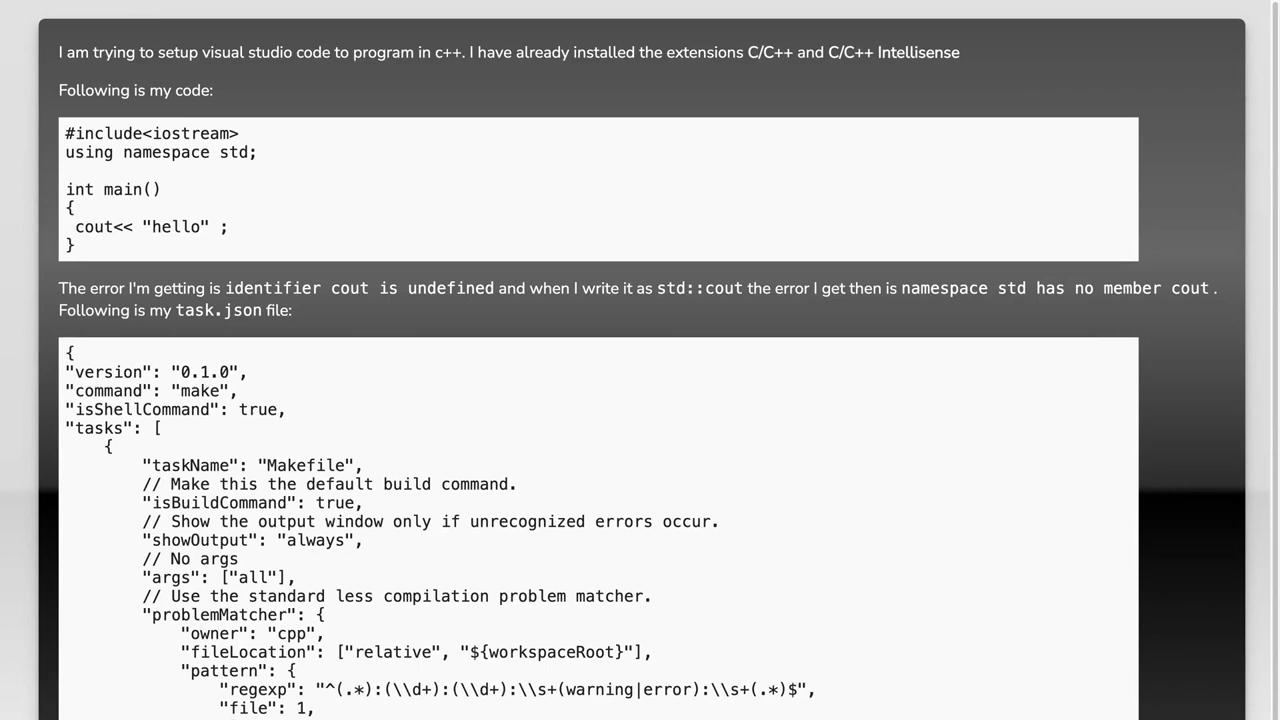 I am trying to setup visual studio code to program in c++. I have already installed the extensions C/C++ and C/C++ Intellisense
Following is my code:
#include<iostream>
using namespace std;
int main()
{
 cout<< "hello" ;
}
The error I'm getting is identifier cout is undefined and when I write it as std::cout the error I get then is namespace std has no member cout .
Following is my task.json file:
{
"version": "0.1.0",
"command": "make",
"isShellCommand": true,
"tasks": [
    {
        "taskName": "Makefile",
        // Make this the default build command.
        "isBuildCommand": true,
        // Show the output window only if unrecognized errors occur.
        "showOutput": "always",
        // No args
        "args": ["all"],
        // Use the standard less compilation problem matcher.
        "problemMatcher": {
            "owner": "cpp",
            "fileLocation": ["relative", "${workspaceRoot}"],
            "pattern": {
                "regexp": "^(.*):(\\d+):(\\d+):\\s+(warning|error):\\s+(.*)$",
                "file": 1,